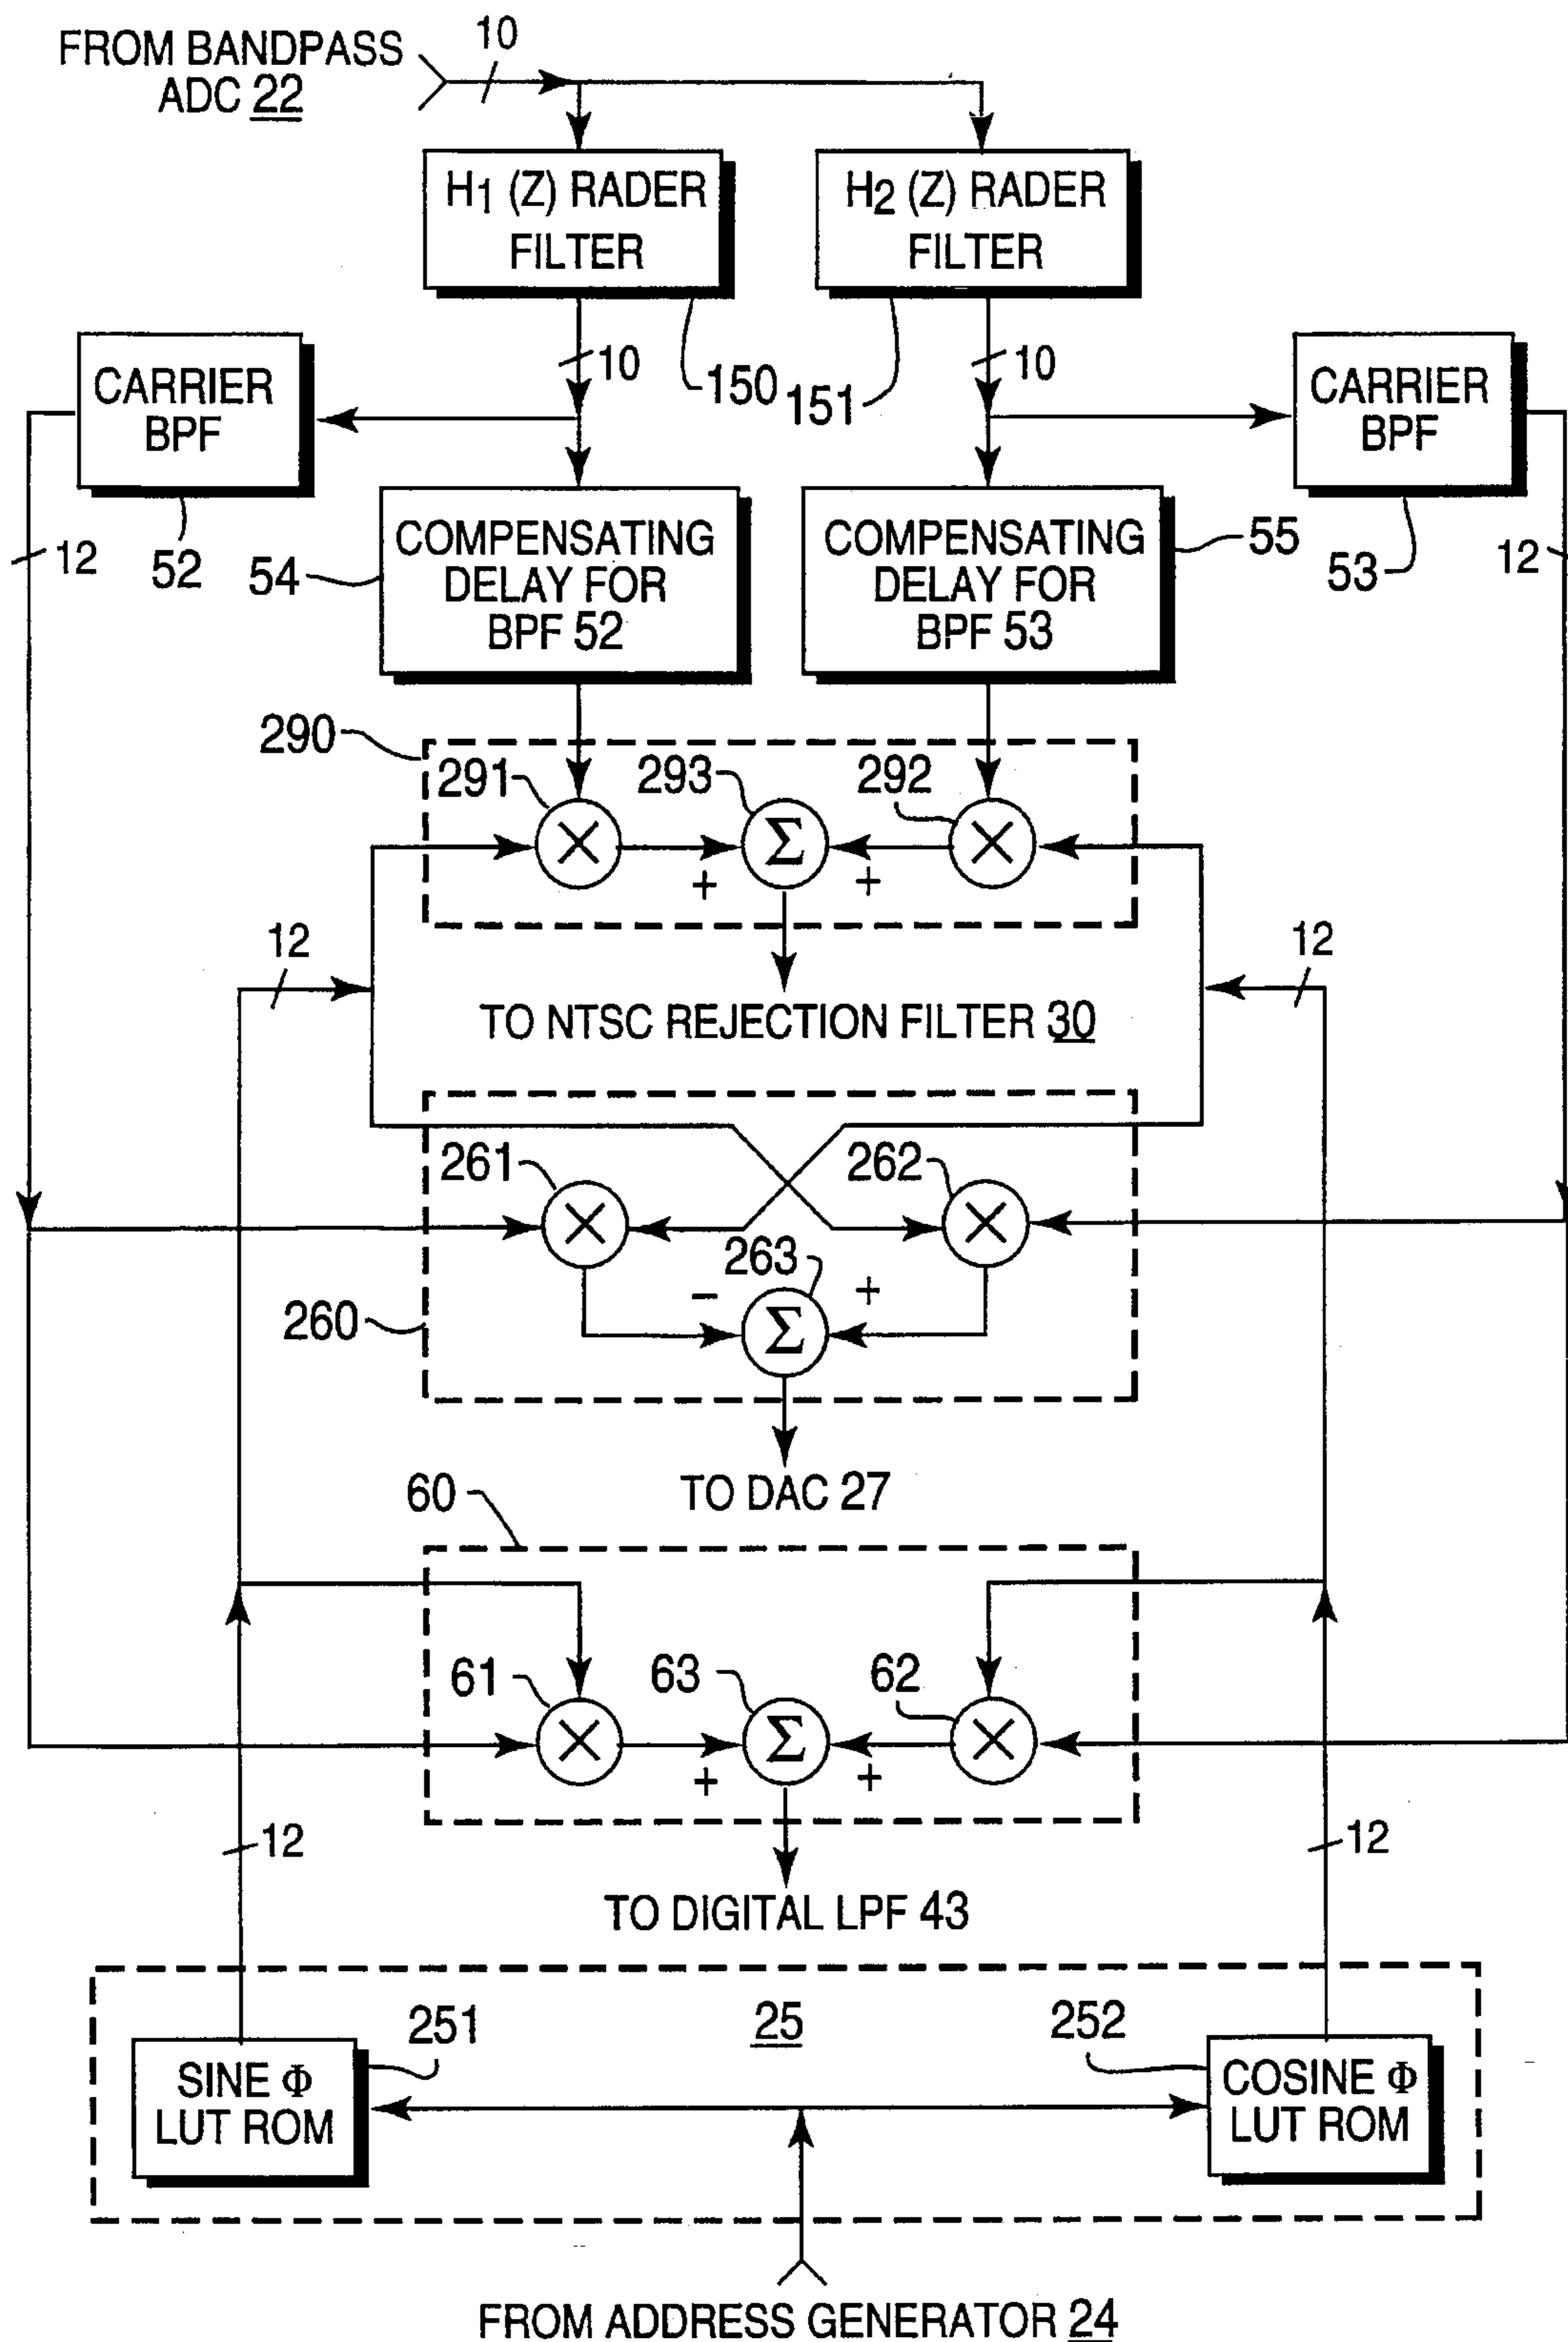 FROM BANDPASS
ADC 22
10
H1 (Z) RADER
FILTER
H2 (Z) RADER
FILTER
10
150
151
10
CARRIER
BPF
CARRIER
BPF
12
52
54
COMPENSATING
DELAY FOR
BPF 52
COMPENSATING
DELAY FOR
BPF 53
55
53
12
290
291
293
292
×
Σ
×
+
+
12
12
TO NTSC REJECTION FILTER 30
261
262
×
×
263
−
+
Σ
260
TO DAC 27
60
61
63
62
×
Σ
×
+
+
12
12
TO DIGITAL LPF 43
251
25
252
SINE Φ
LUT ROM
COSINE Φ
LUT ROM
FROM ADDRESS GENERATOR 24